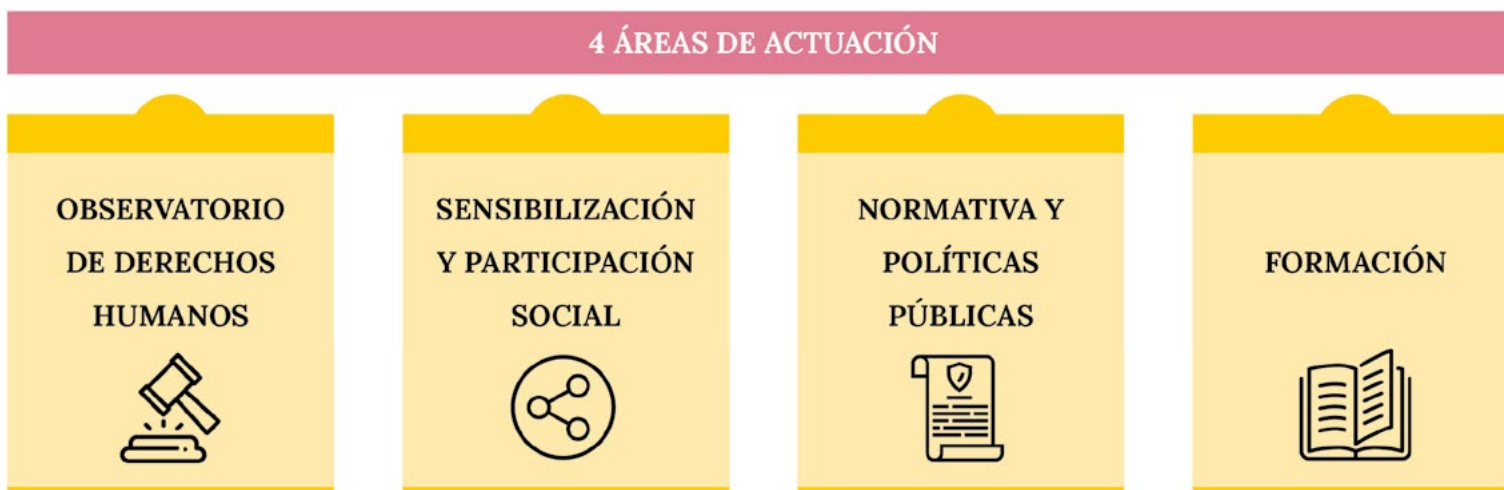 4 ÁREAS DE ACTUACIÓN
OBSERVATORIO
DE DERECHOS
HUMANOS
SENSIBILIZACIÓN
Y PARTICIPACIÓN
SOCIAL
NORMATIVA Y
POLÍTICAS
PÚBLICAS
FORMACIÓN